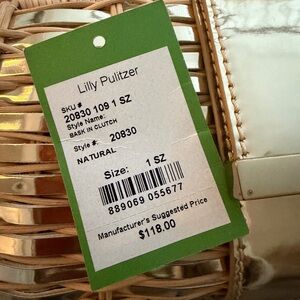 Lilly Pulitzer
SKU #
20830 109 1 SZ
Style Name:
BASK IN CLUTCH
Style #: 20830
NATURAL
Size: 1 SZ
889069 055677
Manufacturer's Suggested Price
$118.00